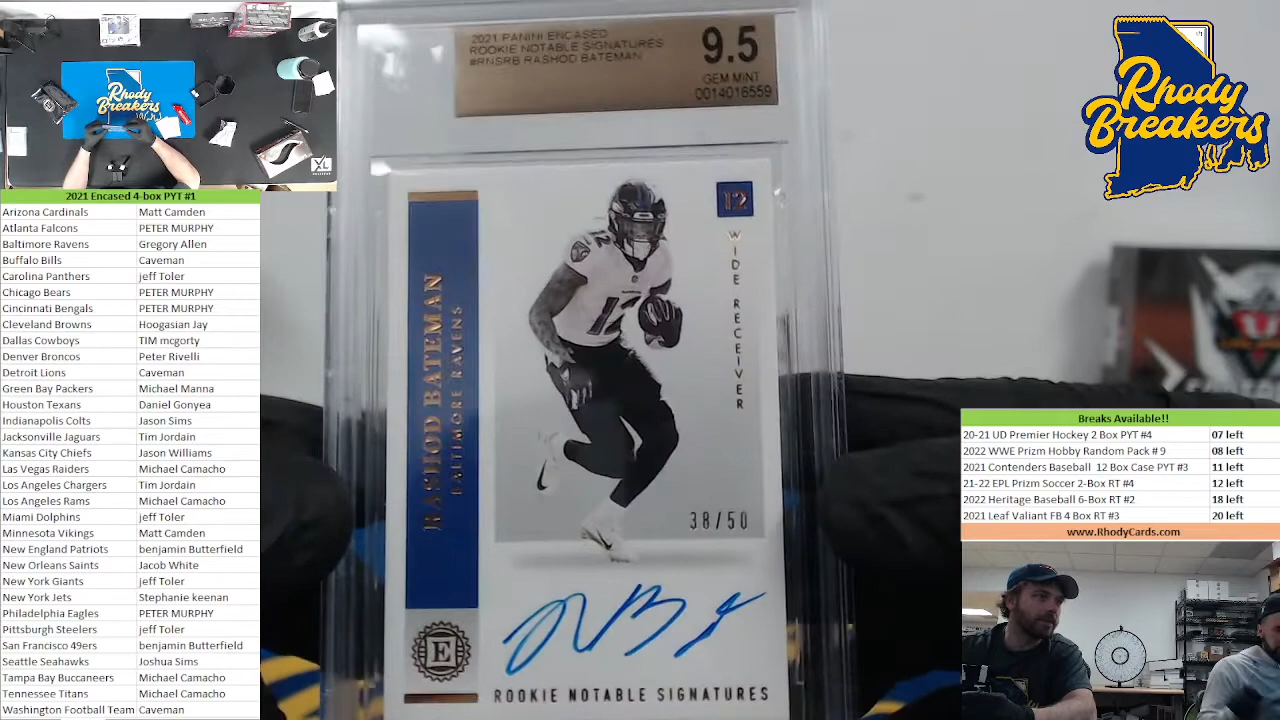 Rhody
Breakers
XL
2021 Encased 4-box PYT #1
Arizona Cardinals Matt Camden
Atlanta Falcons PETER MURPHY
Baltimore Ravens Gregory Allen
Buffalo Bills Caveman
Carolina Panthers jeff Toler
Chicago Bears PETER MURPHY
Cincinnati Bengals PETER MURPHY
Cleveland Browns Hoogasian Jay
Dallas Cowboys TIM mcgorty
Denver Broncos Peter Rivelli
Detroit Lions Caveman
Green Bay Packers Michael Manna
Houston Texans Daniel Gonyea
Indianapolis Colts Jason Sims
Jacksonville Jaguars Tim Jordain
Kansas City Chiefs Jason Williams
Las Vegas Raiders Michael Camacho
Los Angeles Chargers Tim Jordain
Los Angeles Rams Michael Camacho
Miami Dolphins jeff Toler
Minnesota Vikings Matt Camden
New England Patriots benjamin Butterfield
New Orleans Saints Jacob White
New York Giants jeff Toler
New York Jets Stephanie keenan
Philadelphia Eagles PETER MURPHY
Pittsburgh Steelers jeff Toler
San Francisco 49ers benjamin Butterfield
Seattle Seahawks Joshua Sims
Tampa Bay Buccaneers Michael Camacho
Tennessee Titans Michael Camacho
Washington Football Team Caveman
2021 PANINI ENCASED
ROOKIE NOTABLE SIGNATURES
#RNSRB RASHOD BATEMAN
9.5
GEM MINT
0014016559
12
WIDE RECEIVER
RASHOD BATEMAN
BALTIMORE RAVENS
12
12
38/50
E
ROOKIE NOTABLE SIGNATURES
Rhody
Breakers
Breaks Available!!
20-21 UD Premier Hockey 2 Box PYT #4 07 left
2022 WWE Prizm Hobby Random Pack # 9 08 left
2021 Contenders Baseball 12 Box Case PYT #3 11 left
21-22 EPL Prizm Soccer 2-Box RT #4 12 left
2022 Heritage Baseball 6-Box RT #2 18 left
2021 Leaf Valiant FB 4 Box RT #3 20 left
www.RhodyCards.com